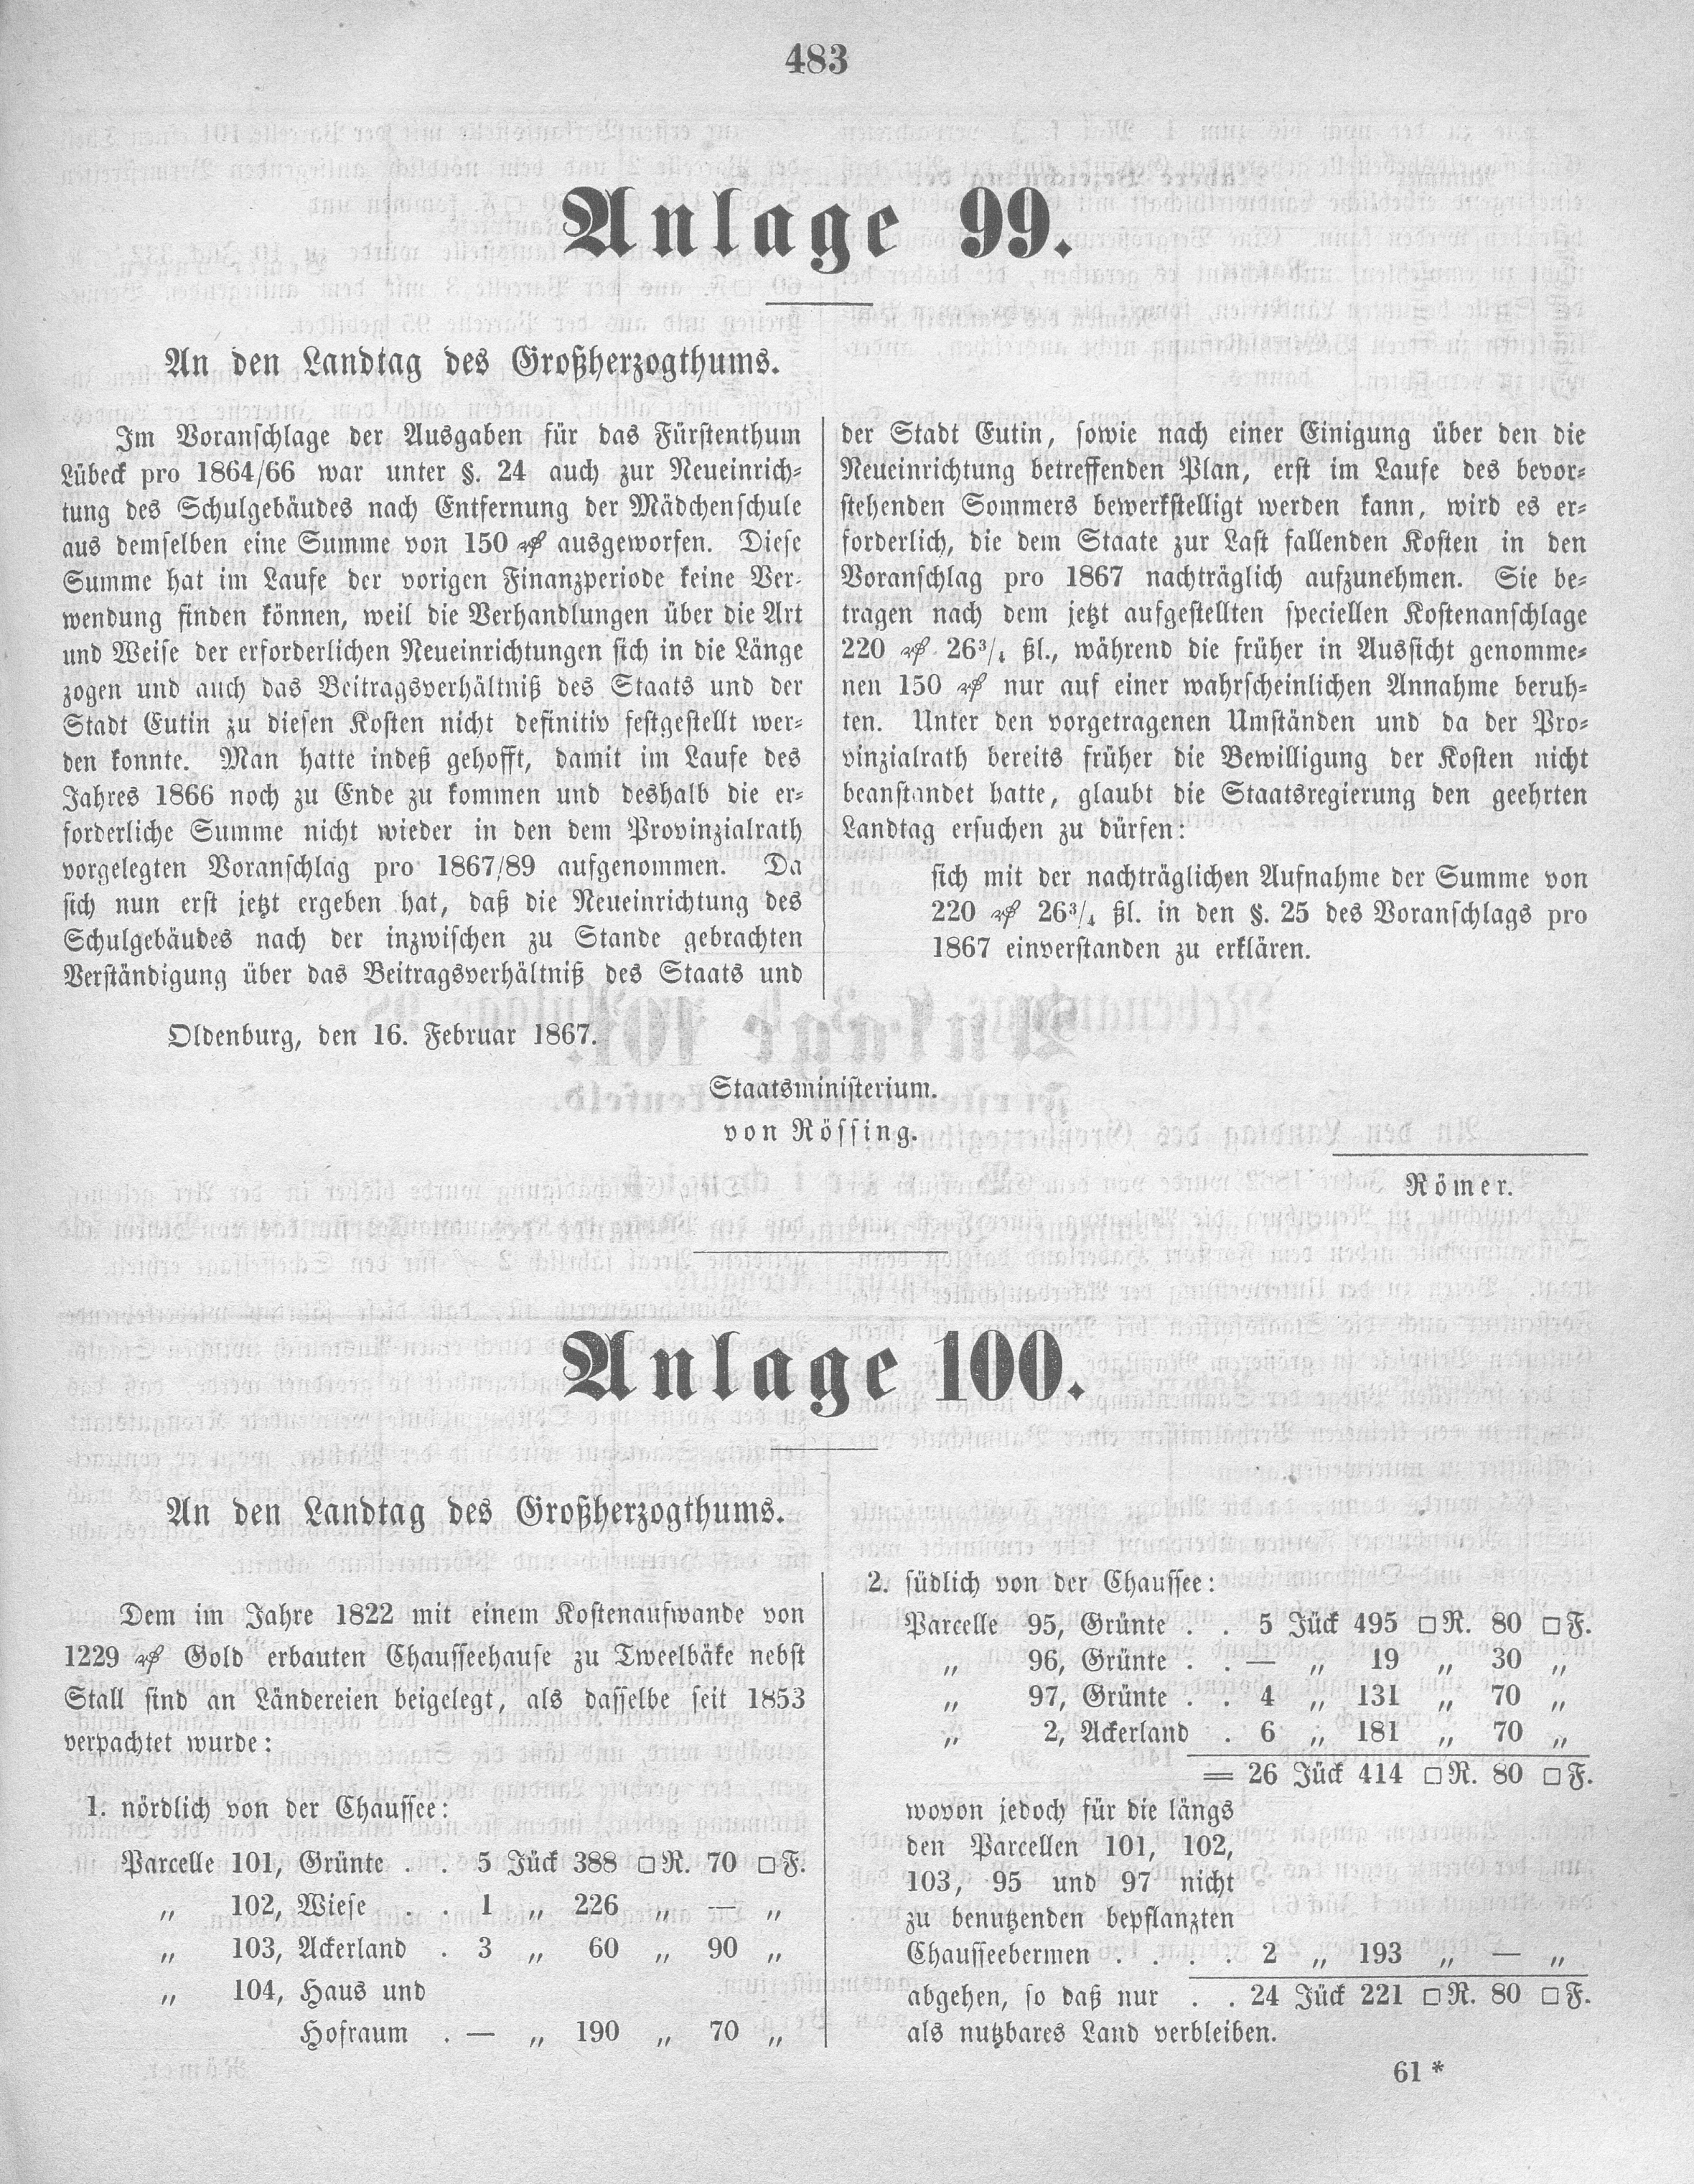 483
Anlage 99.
An den Landtag des Großherzogthums.
Im Voranschlage der Ausgaben für das Fürstenthum
Lübeck pro 1864/66 war unter §. 24 auch zur Neueinrich-
tung des Schulgebäudes nach Entfernung der Mädchenschule
aus demselben eine Summe von 150 ₰ ausgeworfen. Diese
Summe hat im Laufe der vorigen Finanzperiode keine Ver-
wendung finden können, weil die Verhandlungen über die Art
und Weise der erforderlichen Neueinrichtungen sich in die Länge
zogen und auch das Beitragsverhältniß des Staats und der
Stadt Eutin zu diesen Kosten nicht definitiv festgestellt wer-
den konnte. Man hatte indeß gehofft, damit im Laufe des
Jahres 1866 noch zu Ende zu kommen und deshalb die er-
forderliche Summe nicht wieder in den dem Provinzialrath
vorgelegten Voranschlag pro 1867/89 aufgenommen. Da
sich nun erst jetzt ergeben hat, daß die Neueinrichtung des
Schulgebäudes nach der inzwischen zu Stande gebrachten
Verständigung über das Beitragsverhältniß des Staats und
der Stadt Eutin, sowie nach einer Einigung über den die
Neueinrichtung betreffenden Plan, erst im Laufe des bevor-
stehenden Sommers bewerkstelligt werden kann, wird es er-
forderlich, die dem Staate zur Last fallenden Kosten in den
Voranschlag pro 1867 nachträglich aufzunehmen. Sie be-
tragen nach dem jetzt aufgestellten speciellen Kostenanschlage
220 ₰ 26¾ ßl., während die früher in Aussicht genomme-
nen 150 ₰ nur auf einer wahrscheinlichen Annahme beruh-
ten. Unter den vorgetragenen Umständen und da der Pro-
vinzialrath bereits früher die Bewilligung der Kosten nicht
beanstandet hatte, glaubt die Staatsregierung den geehrten
Landtag ersuchen zu dürfen:
sich mit der nachträglichen Aufnahme der Summe von
220 ₰ 26¾ ßl. in den §. 25 des Voranschlags pro
1867 einverstanden zu erklären.
Oldenburg, den 16. Februar 1867.
Staatsministerium.
von Rössing.
Römer.
Anlage 100.
An den Landtag des Großherzogthums.
Dem im Jahre 1822 mit einem Kostenaufwande von
1229 ₰ Gold erbauten Chausseehause zu Tweelbäke nebst
Stall sind an Ländereien beigelegt, als dasselbe seit 1853
verpachtet wurde:
1. nördlich von der Chaussee:
Parcelle 101, Grünte . . 5 Jück 388 □R. 70 □F.
„ 102, Wiese . . 1 „ 226 „ — „
„ 103, Ackerland . 3 „ 60 „ 90 „
„ 104, Haus und
Hofraum . — „ 190 „ 70 „
2. südlich von der Chaussee:
Parcelle 95, Grünte . . 5 Jück 495 □R. 80 □F.
„ 96, Grünte . . — „ 19 „ 30 „
„ 97, Grünte . . 4 „ 131 „ 70 „
„ 2, Ackerland . 6 „ 181 „ 70 „
= 26 Jück 414 □R. 80 □F.
wovon jedoch für die längs
den Parcellen 101, 102,
103, 95 und 97 nicht
zu benutzenden bepflanzten
Chausseebermen . . . . 2 „ 193 „ — „
abgehen, so daß nur . . 24 Jück 221 □R. 80 □F.
als nutzbares Land verbleiben.
61*